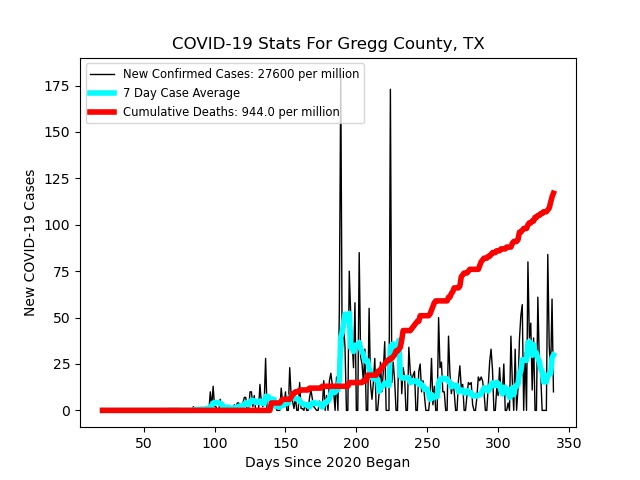 COVID-19 Stats For Gregg County, TX
New Confirmed Cases: 27600 per million
7 Day Case Average
Cumulative Deaths: 944.0 per million
New COVID-19 Cases
175
150
125
100
75
50
25
0
50
100
150
200
250
300
350
Days Since 2020 Began